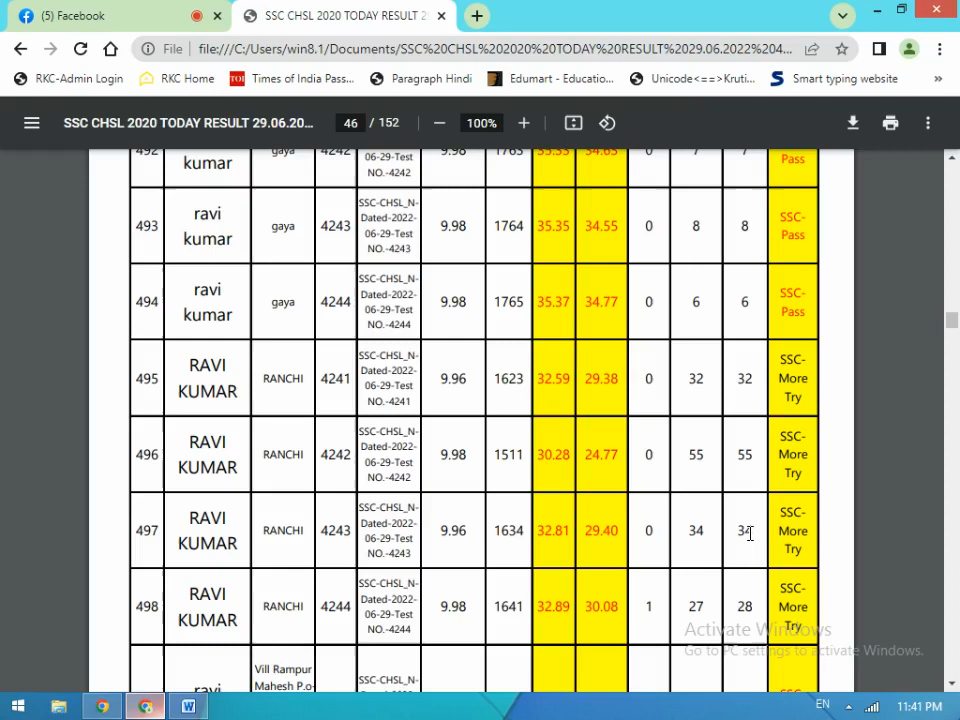 (5) Facebook
SSC CHSL 2020 TODAY RESULT 2
File file:///C:/Users/win8.1/Documents/SSC%20CHSL%202020%20TODAY%20RESULT%2029.06.2022%204...
RKC-Admin Login RKC Home TOI Times of India Pass... Paragraph Hindi Edumart - Educatio... Unicode<==>Kruti... Smart typing website »
SSC CHSL 2020 TODAY RESULT 29.06.20... 46 / 152 100%
492 kumar gaya 4242 06-29-Test NO.-4242 9.98 1763 35.33 34.63 0 7 7 Pass
493 ravi kumar gaya 4243 SSC-CHSL_N-Dated-2022-06-29-Test NO.-4243 9.98 1764 35.35 34.55 0 8 8 SSC-Pass
494 ravi kumar gaya 4244 SSC-CHSL_N-Dated-2022-06-29-Test NO.-4244 9.98 1765 35.37 34.77 0 6 6 SSC-Pass
495 RAVI KUMAR RANCHI 4241 SSC-CHSL_N-Dated-2022-06-29-Test NO.-4241 9.96 1623 32.59 29.38 0 32 32 SSC-More Try
496 RAVI KUMAR RANCHI 4242 SSC-CHSL_N-Dated-2022-06-29-Test NO.-4242 9.98 1511 30.28 24.77 0 55 55 SSC-More Try
497 RAVI KUMAR RANCHI 4243 SSC-CHSL_N-Dated-2022-06-29-Test NO.-4243 9.96 1634 32.81 29.40 0 34 34 SSC-More Try
498 RAVI KUMAR RANCHI 4244 SSC-CHSL_N-Dated-2022-06-29-Test NO.-4244 9.98 1641 32.89 30.08 1 27 28 SSC-More Try
ravi Vill Rampur Mahesh P.o- SSC-CHSL_N-
Activate Windows
Go to PC settings to activate Windows.
EN 11:41 PM